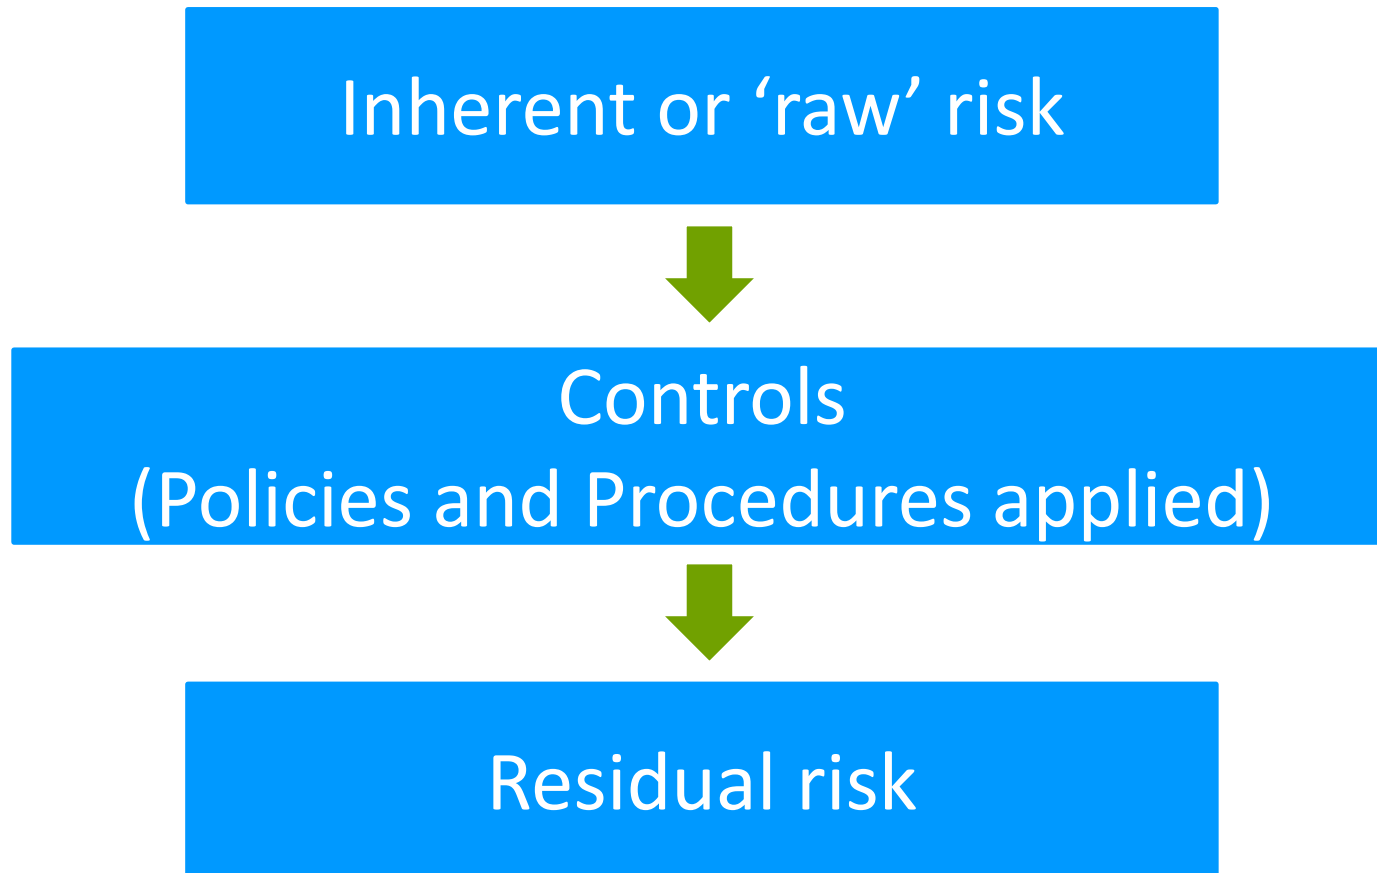 Inherent or ‘raw’ risk
Controls
(Policies and Procedures applied)
Residual risk